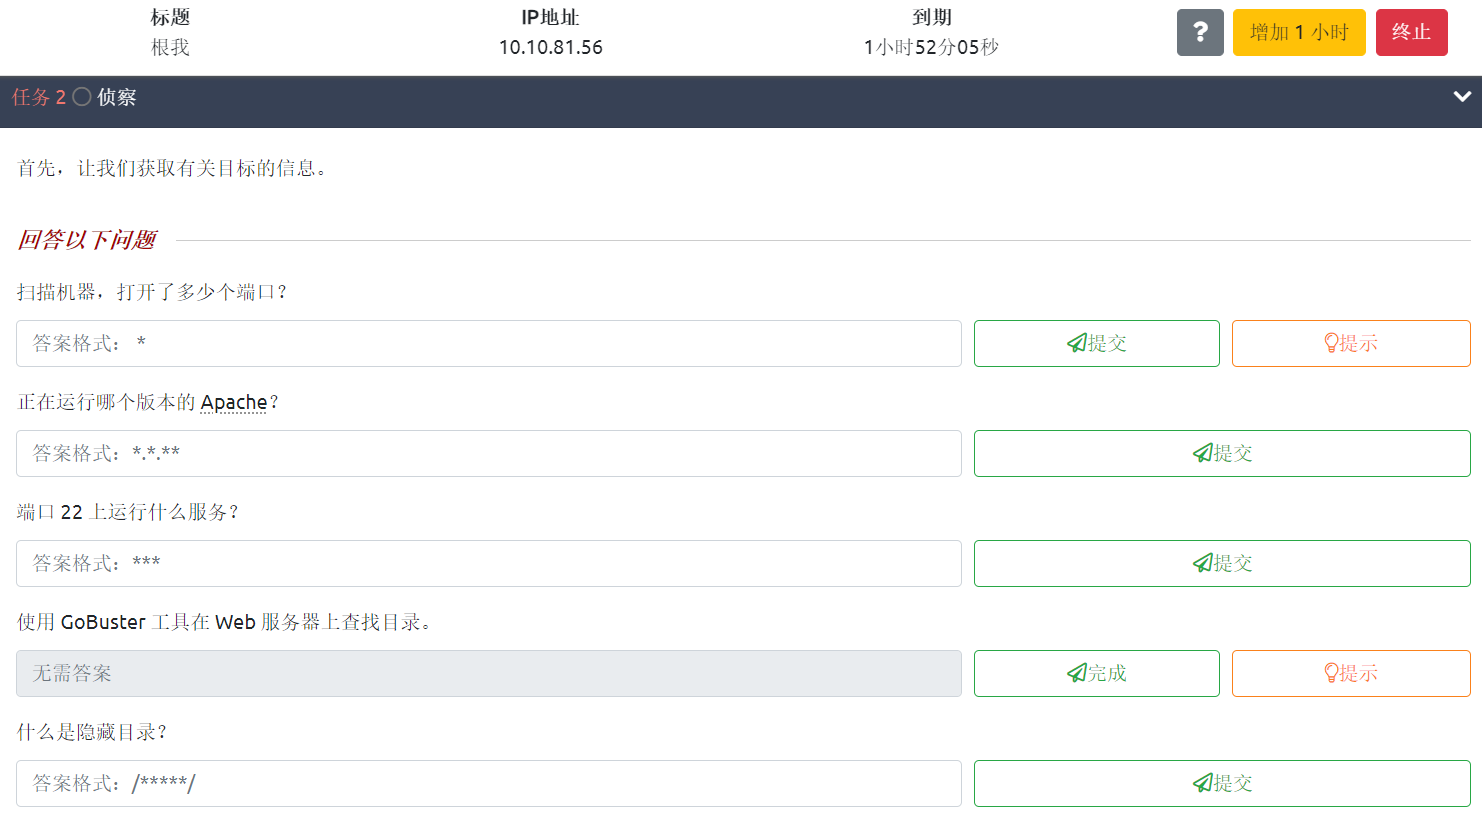 标题 IP地址 到期
根我 10.10.81.56 1小时52分05秒
? 增加 1 小时 终止
任务 2 侦察
首先，让我们获取有关目标的信息。
回答以下问题
扫描机器，打开了多少个端口？
答案格式： * 提交 提示
正在运行哪个版本的 Apache？
答案格式：*.*.** 提交
端口 22 上运行什么服务？
答案格式：*** 提交
使用 GoBuster 工具在 Web 服务器上查找目录。
无需答案 完成 提示
什么是隐藏目录？
答案格式：/*****/ 提交